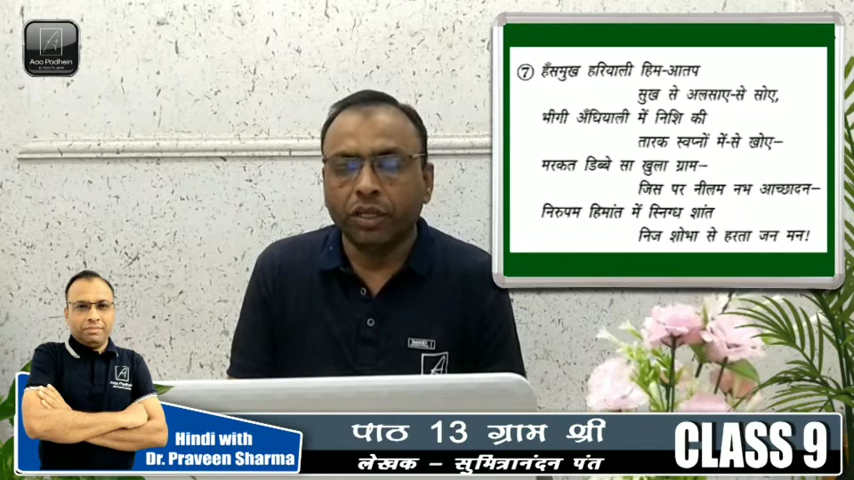 Aao Padhein
⑦ हँसमुख हरियाली हिम-आतप
सुख से अलसाए-से सोए,
भीगी अँधियाली में निशि की
तारक स्वप्नों में-से खोए-
मरकत डिब्बे सा खुला ग्राम-
जिस पर नीलम नभ आच्छादन-
निरुपम हिमांत में स्निग्ध शांत
निज शोभा से हरता जन मन!
Hindi with
Dr. Praveen Sharma
पाठ 13 ग्राम श्री
लेखक - सुमित्रानंदन पंत
CLASS 9